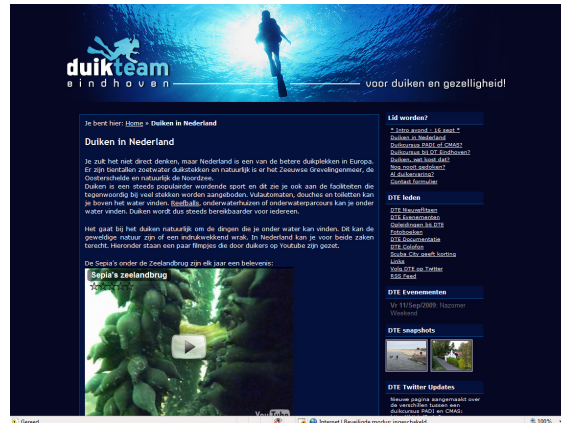 duikteam
eindhoven
voor duiken en gezelligheid!
Je bent hier: Home » Duiken in Nederland
Duiken in Nederland
Je zult het niet direct denken, maar Nederland is een van de betere duikplekken in Europa.
Er zijn tientallen zoetwater duikstekken en natuurlijk is er het Zeeuwse Grevelingenmeer, de
Oosterschelde en natuurlijk de Noordzee.
Duiken is een steeds populairder wordende sport en dit zie je ook aan de faciliteiten die
tegenwoordig bij veel stekken worden aangeboden. Vulautomaten, douches en toiletten kan
je boven het water vinden. Reefballs, onderwaterhuizen of onderwaterparcours kan je onder
water vinden. Duiken wordt dus steeds bereikbaarder voor iedereen.
Het gaat bij het duiken natuurlijk om de dingen die je onder water kan vinden. Dit kan de
geweldige natuur zijn of een indrukwekkend wrak. In Nederland kan je voor beide zaken
terecht. Hieronder staan een paar filmpjes die door duikers op Youtube zijn gezet.
De Sepia's onder de Zeelandbrug zijn elk jaar een belevenis:
Sepia's zeelandbrug
YouTube
Lid worden?
* Intro avond - 16 sept *
Duiken in Nederland
Duikcursus PADI of CMAS?
Duikcursus bij DT Eindhoven?
Duiken, wat kost dat?
Nog nooit gedoken?
Al duikervaring?
Contact formulier
DTE leden
DTE Nieuwsflitsen
DTE Evenementen
Opleidingen bij DTE
Fotoboeken
DTE Documentatie
DTE Colofon
Scuba City geeft korting
Links
Volg DTE op Twitter
RSS Feed
DTE Evenementen
Vr 11/Sep/2009: Nazomer
Weekend
DTE snapshots
DTE Twitter Updates
Nieuwe pagina aangemaakt over
de verschillen tussen een
duikcursus PADI en CMAS:
Gereed
Internet | Beveiligde modus: ingeschakeld
100%